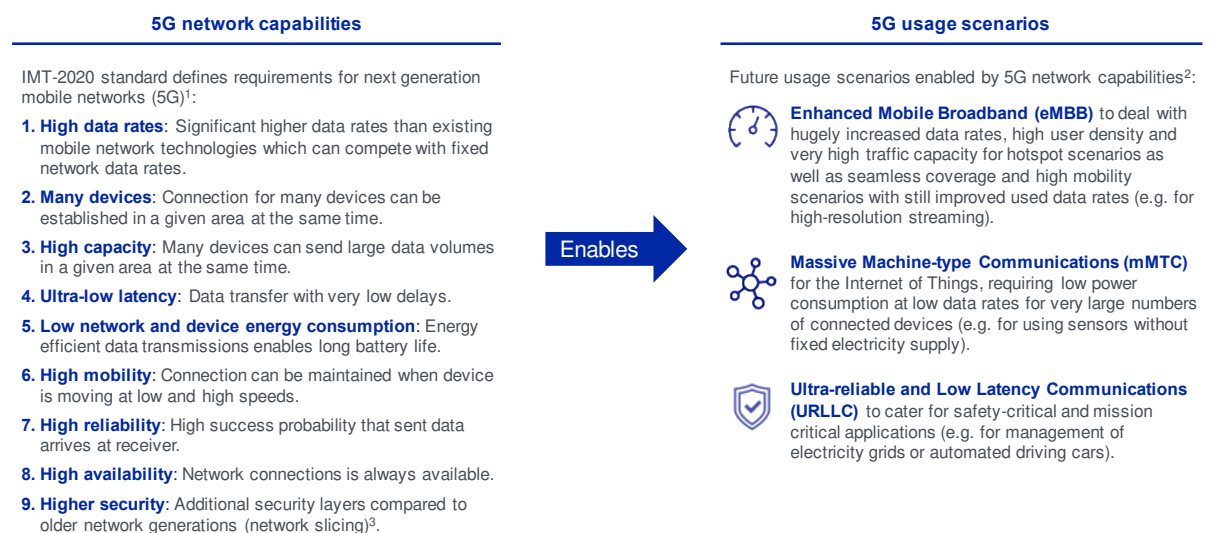 5G network capabilities
IMT-2020 standard defines requirements for next generation
mobile networks (5G)¹:
1. High data rates: Significant higher data rates than existing
mobile network technologies which can compete with fixed
network data rates.
2. Many devices: Connection for many devices can be
established in a given area at the same time.
3. High capacity: Many devices can send large data volumes
in a given area at the same time.
4. Ultra-low latency: Data transfer with very low delays.
5. Low network and device energy consumption: Energy
efficient data transmissions enables long battery life.
6. High mobility: Connection can be maintained when device
is moving at low and high speeds.
7. High reliability: High success probability that sent data
arrives at receiver.
8. High availability: Network connections is always available.
9. Higher security: Additional security layers compared to
older network generations (network slicing)³.
Enables
5G usage scenarios
Future usage scenarios enabled by 5G network capabilities²:
Enhanced Mobile Broadband (eMBB) to deal with
hugely increased data rates, high user density and
very high traffic capacity for hotspot scenarios as
well as seamless coverage and high mobility
scenarios with still improved used data rates (e.g. for
high-resolution streaming).
Massive Machine-type Communications (mMTC)
for the Internet of Things, requiring low power
consumption at low data rates for very large numbers
of connected devices (e.g. for using sensors without
fixed electricity supply).
Ultra-reliable and Low Latency Communications
(URLLC) to cater for safety-critical and mission
critical applications (e.g. for management of
electricity grids or automated driving cars).